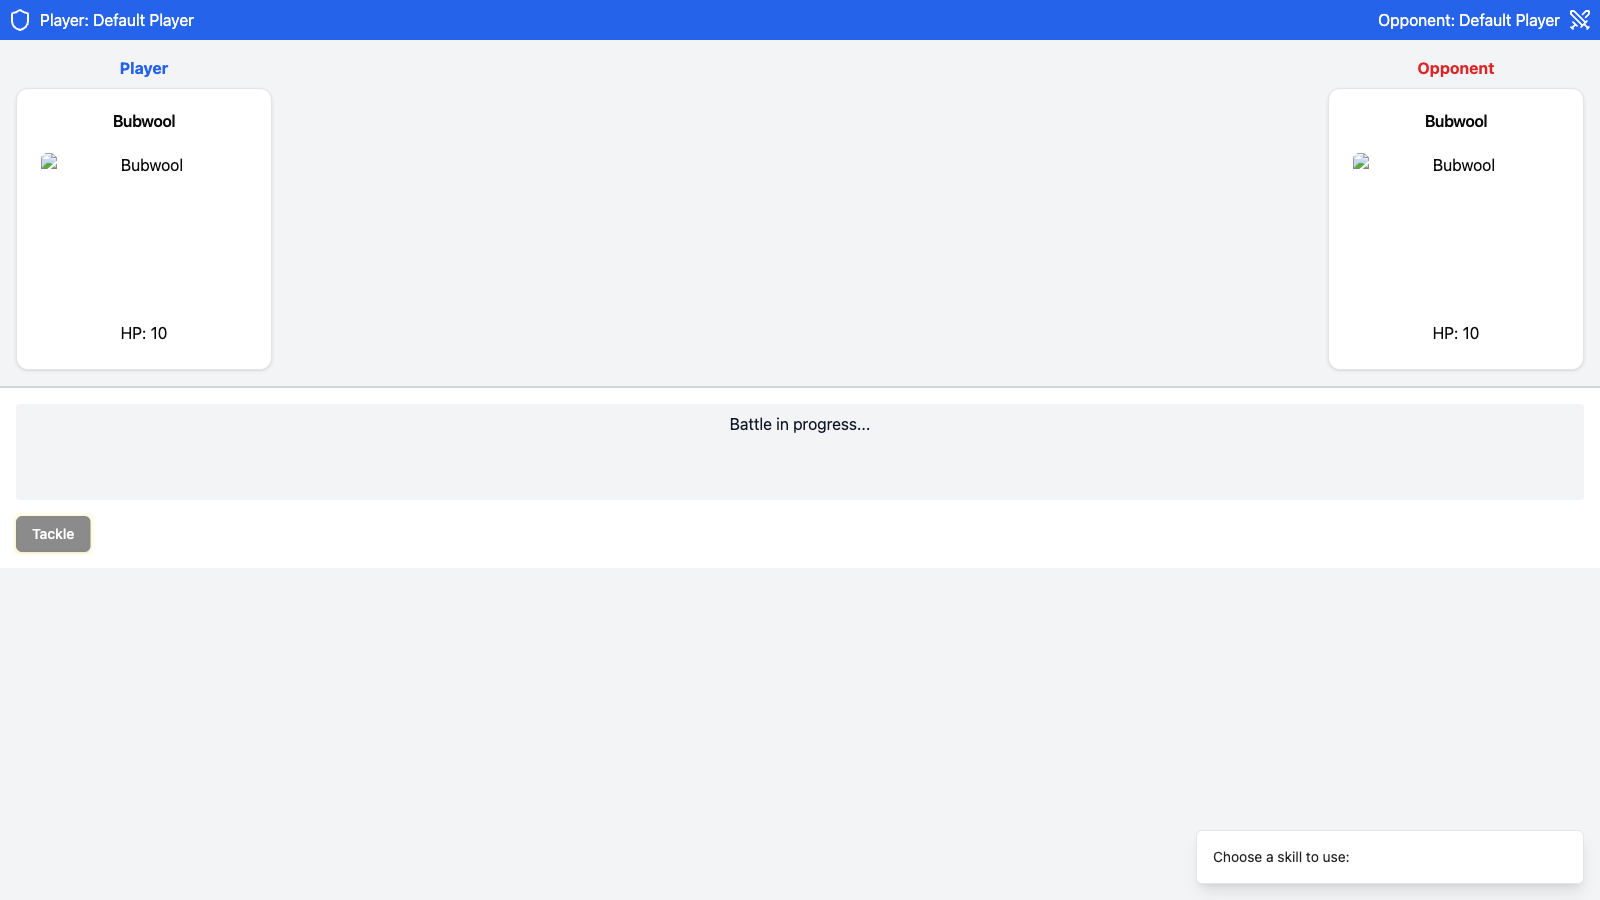 Player: Default Player
Opponent: Default Player
Player
Opponent
Bubwool
Bubwool
Bubwool
Bubwool
HP: 10
HP: 10
Battle in progress...
Tackle
Choose a skill to use: